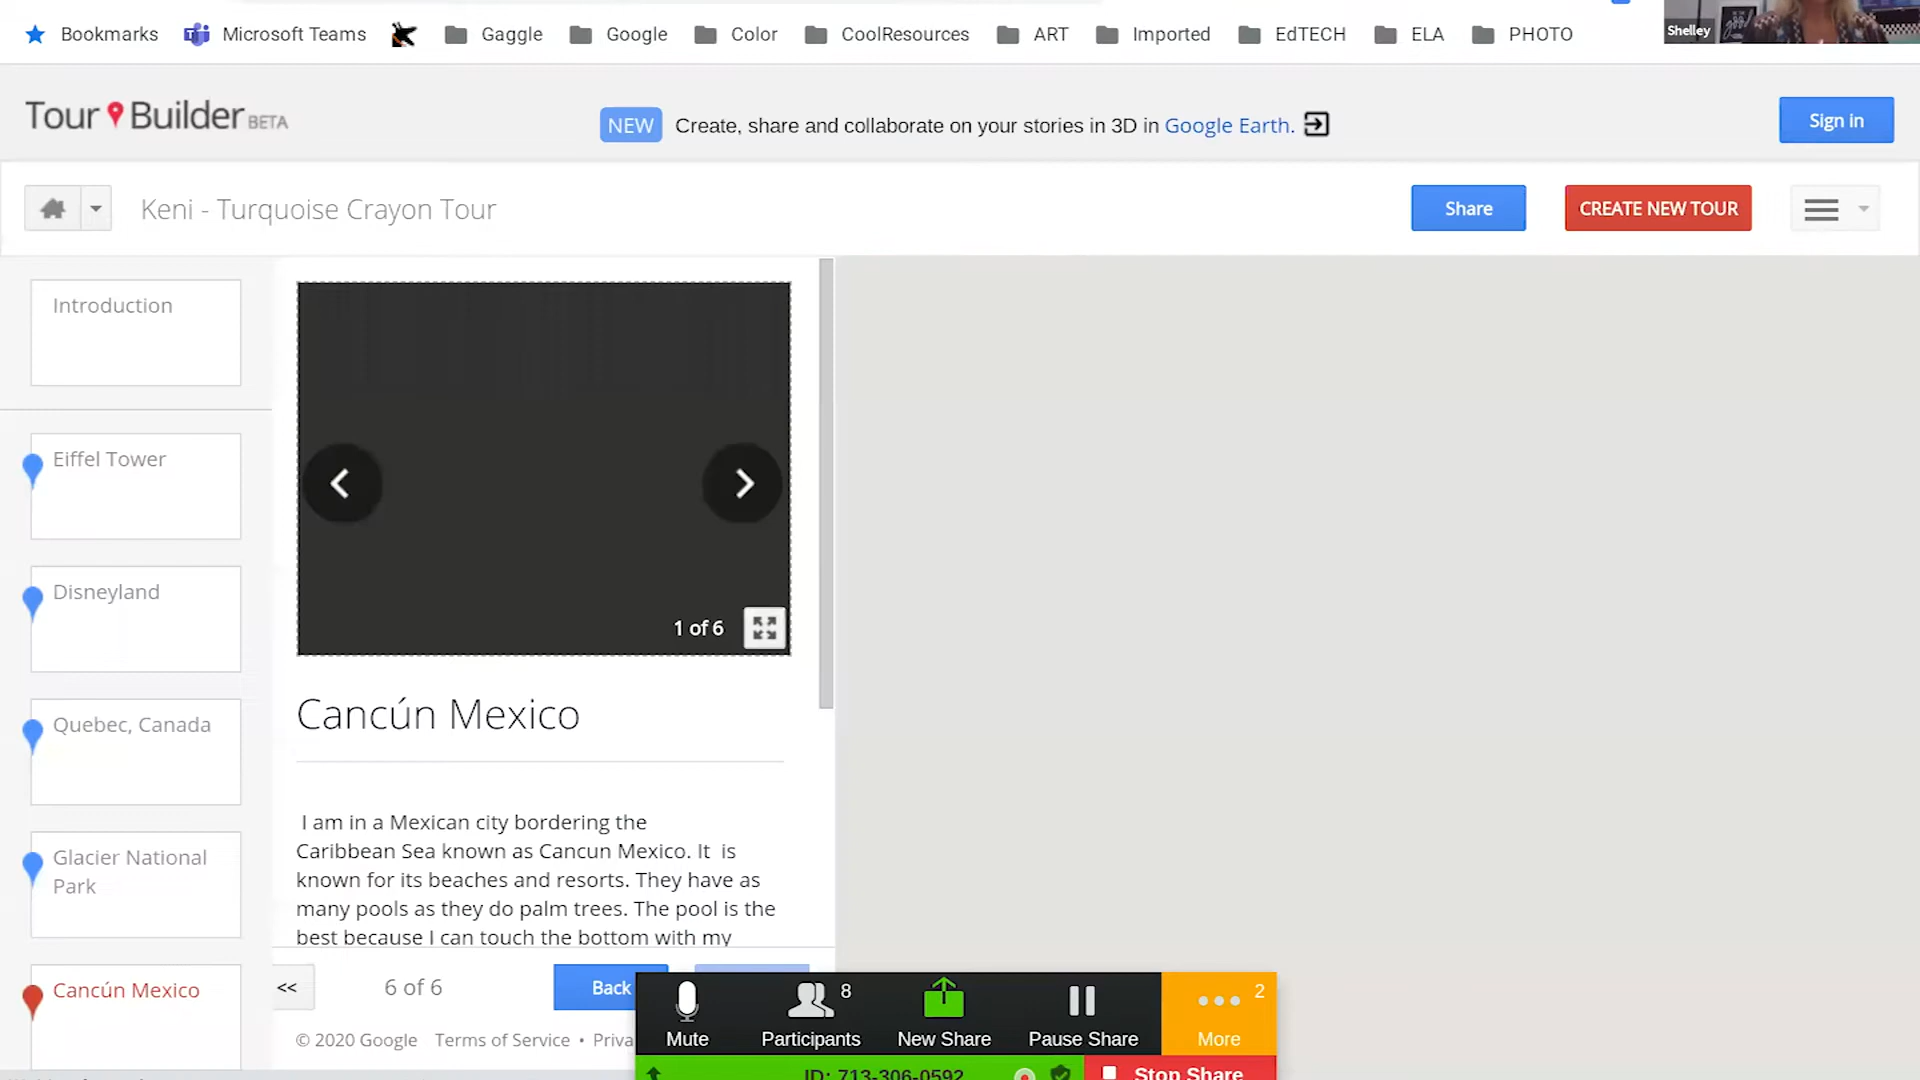 Bookmarks Microsoft Teams Gaggle Google Color CoolResources ART Imported EdTECH ELA PHOTO
Shelley
Tour Builder BETA
NEW Create, share and collaborate on your stories in 3D in Google Earth.
Sign in
Keni - Turquoise Crayon Tour
Share
CREATE NEW TOUR
Introduction
Eiffel Tower
Disneyland
Quebec, Canada
Glacier National
Park
Cancún Mexico
1 of 6
Cancún Mexico
I am in a Mexican city bordering the
Caribbean Sea known as Cancun Mexico. It is
known for its beaches and resorts. They have as
many pools as they do palm trees. The pool is the
best because I can touch the bottom with my
<< 6 of 6 Back
© 2020 Google Terms of Service • Priva
8
2
Mute Participants New Share Pause Share More
ID: 713-306-0592 Stop Share